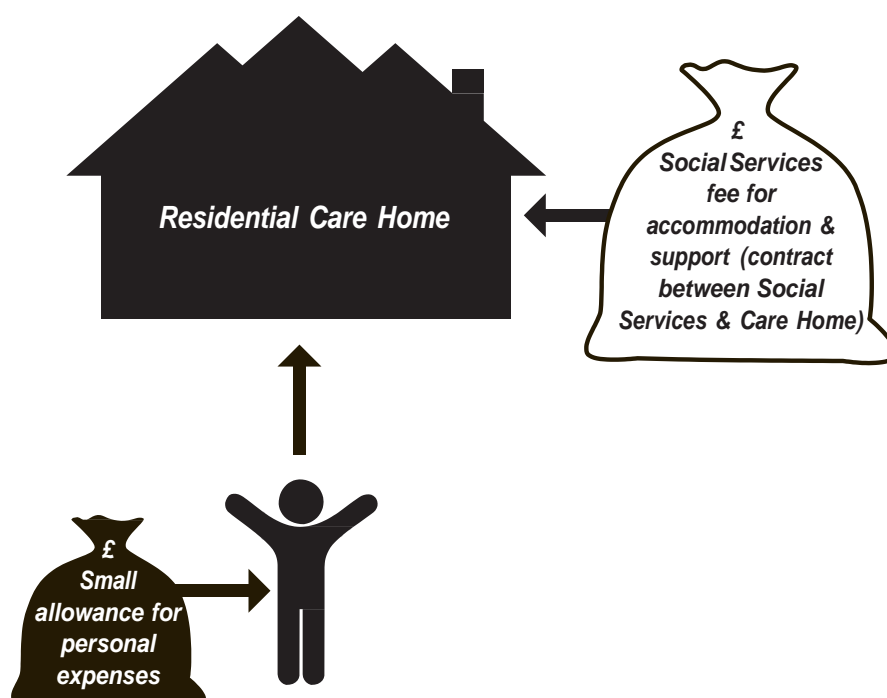 Residential Care Home
£
Social Services
fee for
accommodation &
support (contract
between Social
Services & Care Home)
£
Small
allowance for
personal
expenses